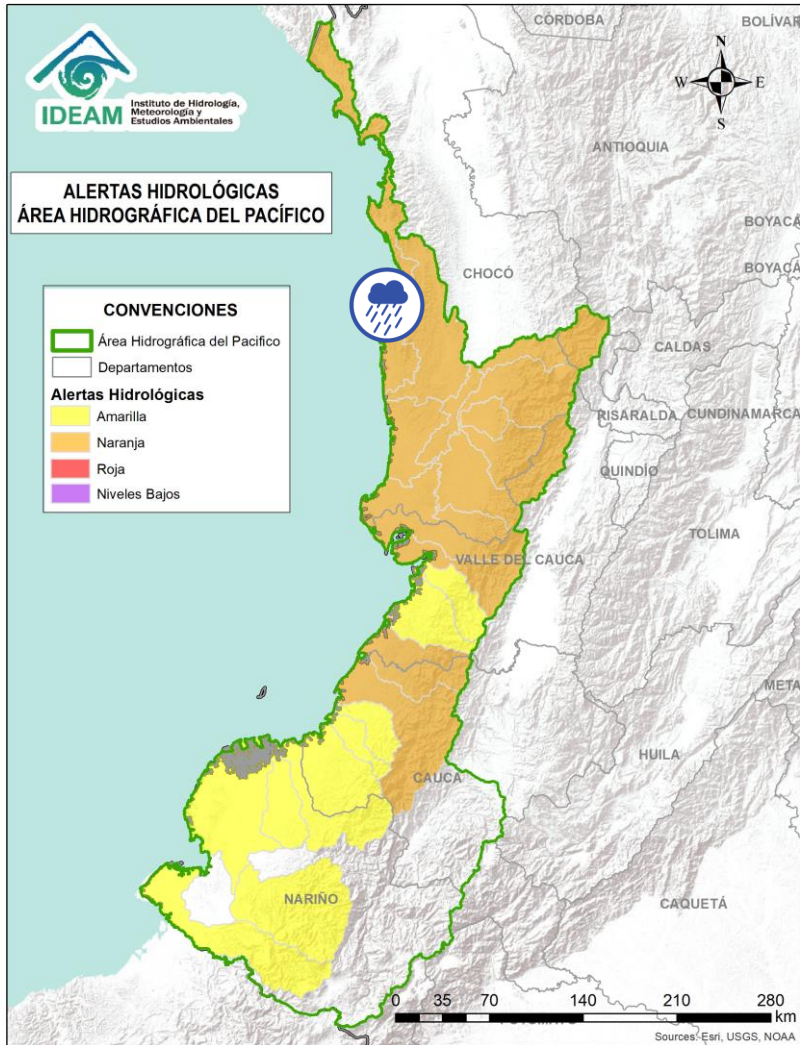 IDEAM
Instituto de Hidrología,
Meteorología y
Estudios Ambientales
ALERTAS HIDROLÓGICAS
ÁREA HIDROGRÁFICA DEL PACÍFICO
CONVENCIONES
Área Hidrográfica del Pacifico
Departamentos
Alertas Hidrológicas
Amarilla
Naranja
Roja
Niveles Bajos
N
W
E
S
CÓRDOBA
BOLÍVAR
ANTIOQUIA
BOYACÁ
CHOCÓ
BOYACÁ
CALDAS
RISARALDA
CUNDINAMARCA
QUINDÍO
TOLIMA
VALLE DEL CAUCA
META
HUILA
CAUCA
NARIÑO
CAQUETÁ
0 35 70 140 210 280
km
Sources: Esri, USGS, NOAA